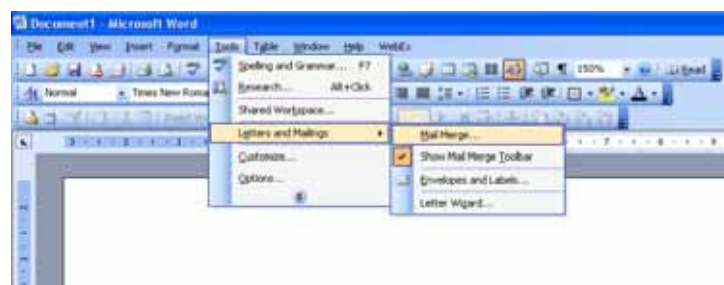 Document1 - Microsoft Word
File Edit View Insert Format Tools Table Window Help WebEx
Spelling and Grammar... F7
150% Read
Normal Times New Roma
Research... Alt+Click
Shared Workspace...
Letters and Mailings Mail Merge...
Customize... Show Mail Merge Toolbar
Options... Envelopes and Labels...
Letter Wizard...